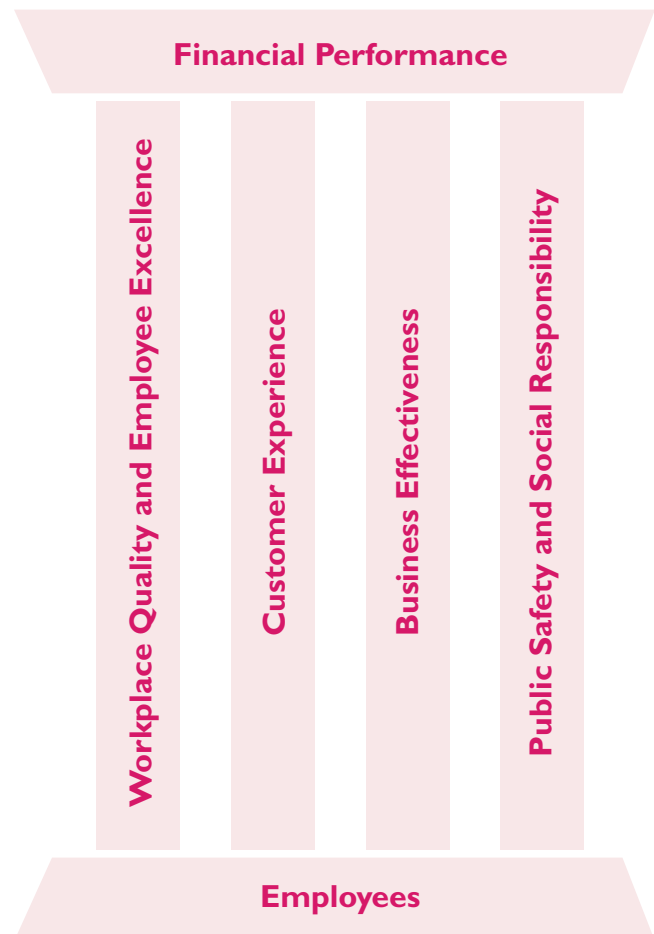 Financial Performance
Workplace Quality and Employee Excellence
Customer Experience
Business Effectiveness
Public Safety and Social Responsibility
Employees